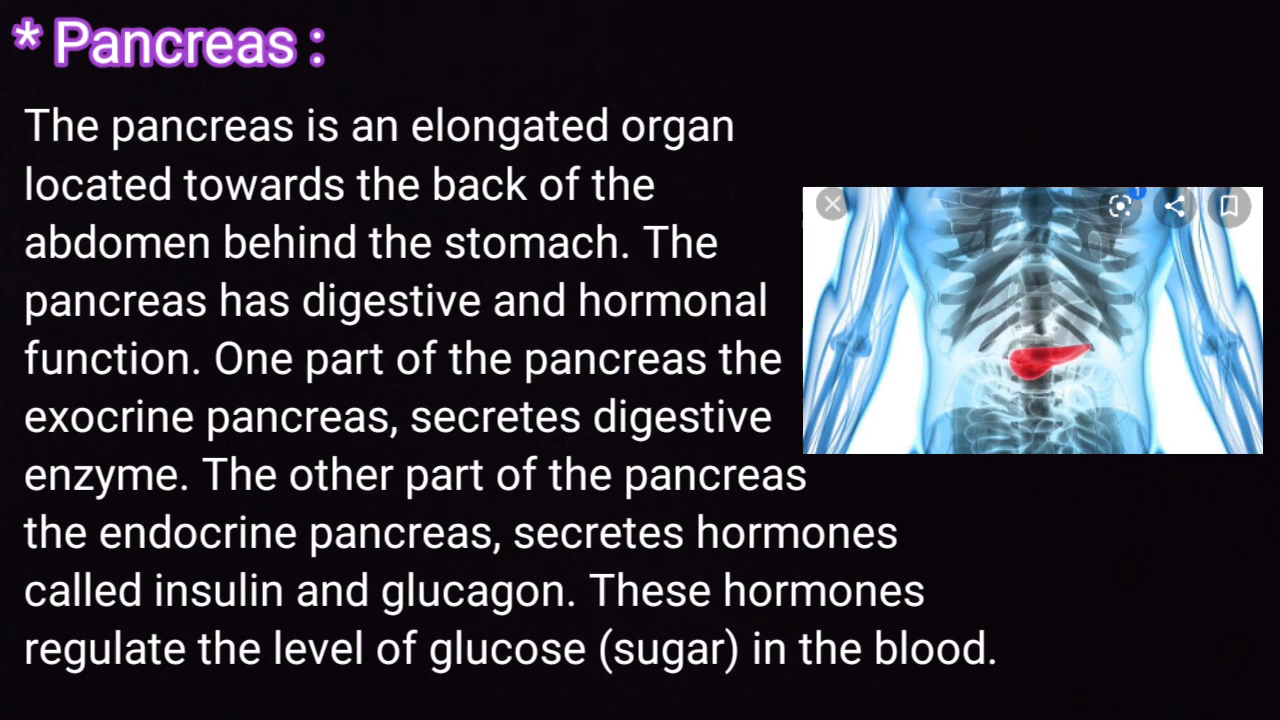 * Pancreas :
The pancreas is an elongated organ
located towards the back of the
abdomen behind the stomach. The
pancreas has digestive and hormonal
function. One part of the pancreas the
exocrine pancreas, secretes digestive
enzyme. The other part of the pancreas
the endocrine pancreas, secretes hormones
called insulin and glucagon. These hormones
regulate the level of glucose (sugar) in the blood.
1